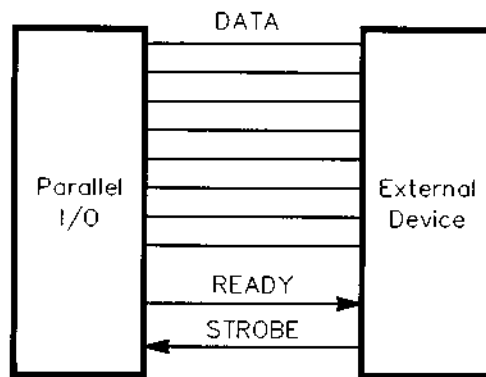 DATA
Parallel
I/O
External
Device
READY
STROBE